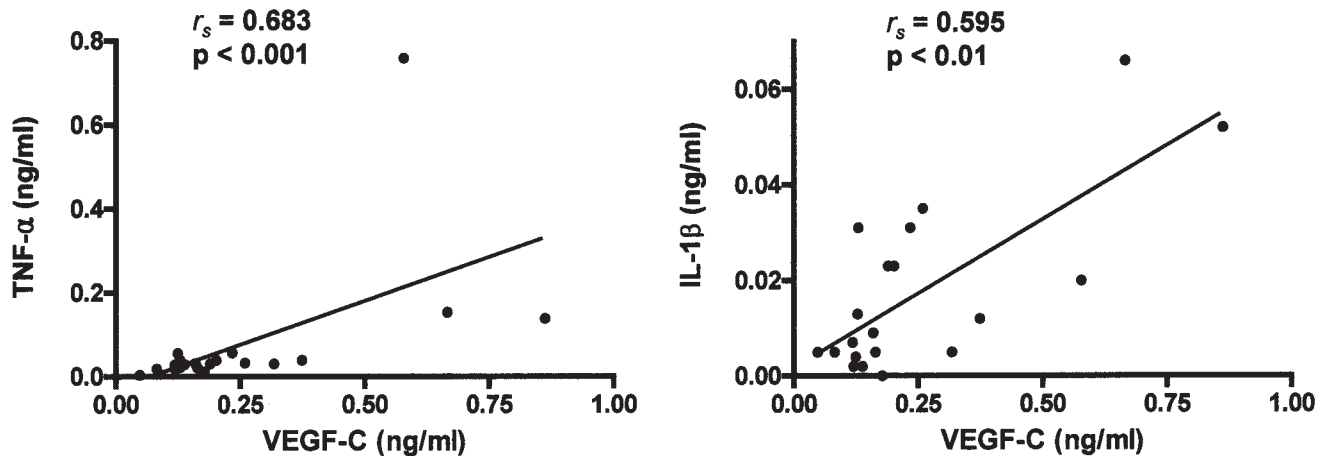 rs = 0.683
p < 0.001
0.8
0.6
0.4
0.2
0.0
TNF-α (ng/ml)
0.00 0.25 0.50 0.75 1.00
VEGF-C (ng/ml)
rs = 0.595
p < 0.01
0.06
0.04
0.02
0.00
IL-1β (ng/ml)
0.00 0.25 0.50 0.75 1.00
VEGF-C (ng/ml)